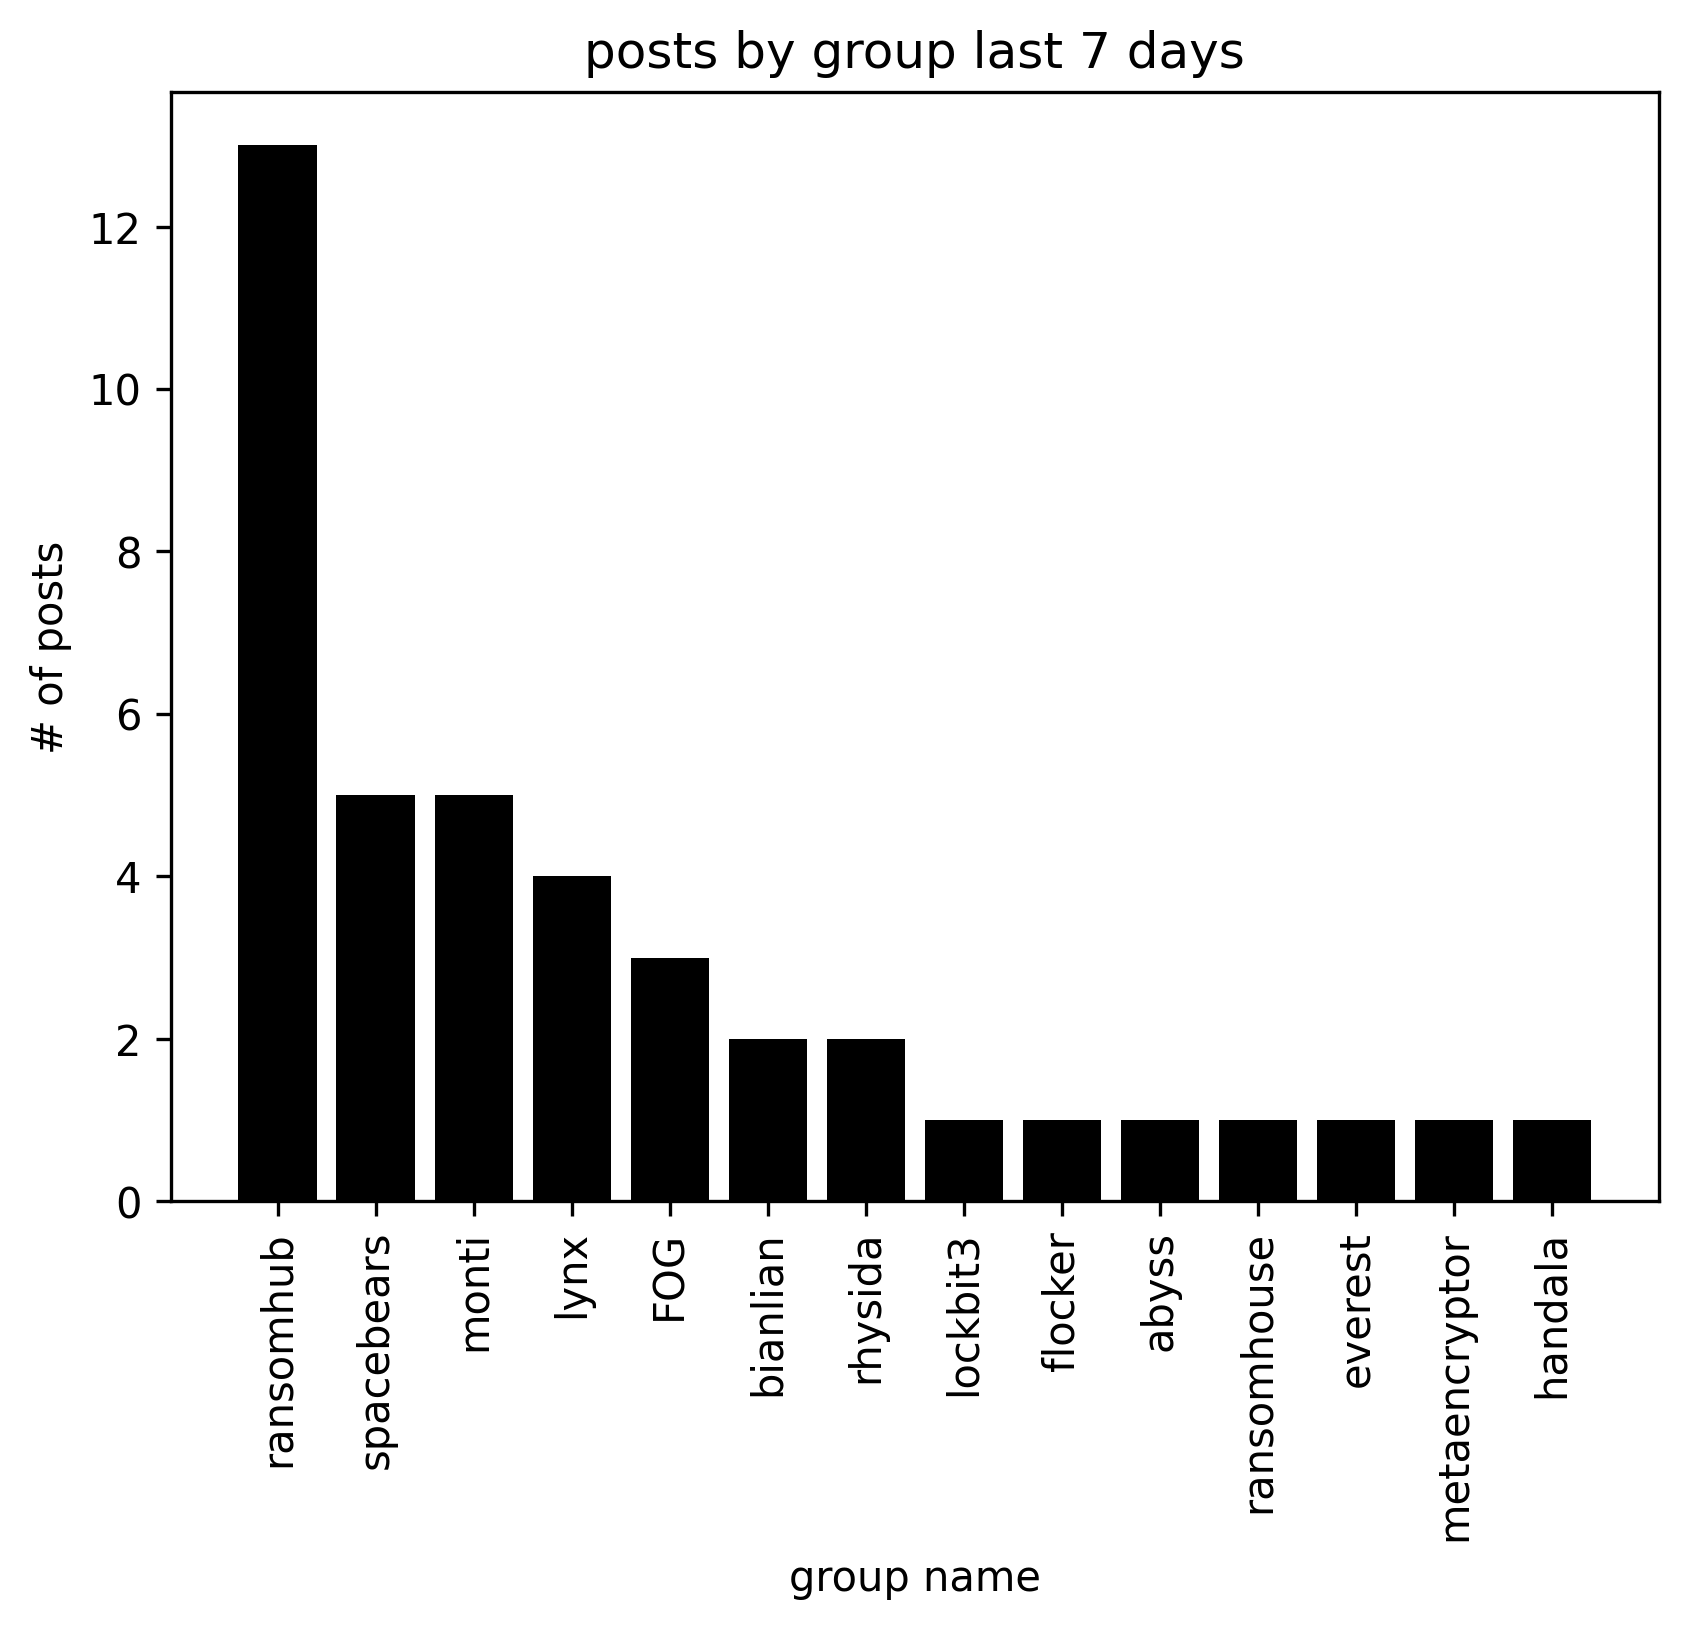 posts by group last 7 days
# of posts
12
10
8
6
4
2
0
ransomhub
spacebears
monti
lynx
FOG
bianlian
rhysida
lockbit3
flocker
abyss
ransomhouse
everest
metaencryptor
handala
group name